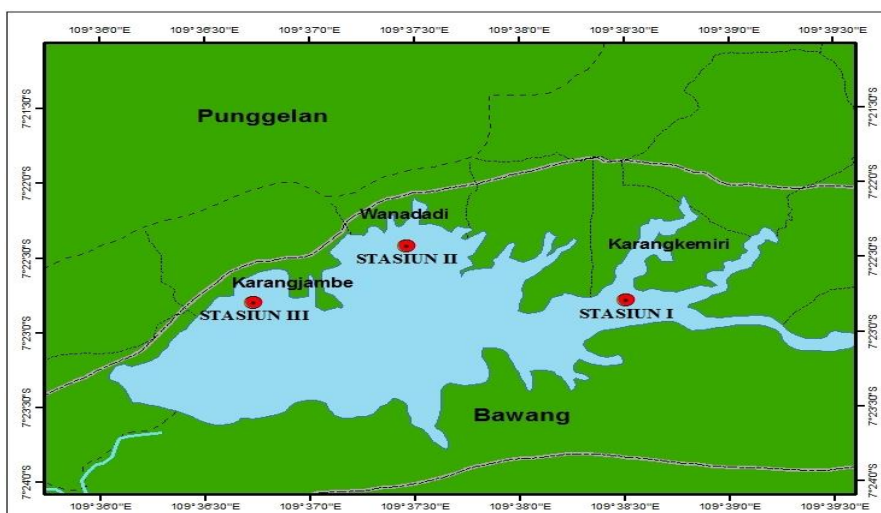 109°36'0"E 109°36'30"E 109°37'0"E 109°37'30"E 109°38'0"E 109°38'30"E 109°39'0"E 109°39'30"E
7°21'30"S 7°21'30"S
Punggelan
7°22'0"S 7°22'0"S
Wanadadi
Karangkemiri
7°22'30"S STASIUN II 7°22'30"S
Karangjambe
STASIUN III STASIUN I
7°23'0"S 7°23'0"S
Bawang
7°23'30"S 7°23'30"S
7°24'0"S 7°24'0"S
109°36'0"E 109°36'30"E 109°37'0"E 109°37'30"E 109°38'0"E 109°38'30"E 109°39'0"E 109°39'30"E